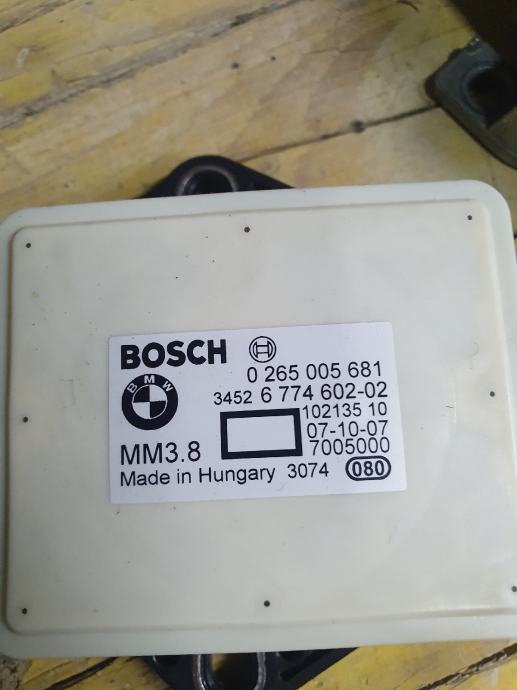 BOSCH
0 265 005 681
BMW
3452 6 774 602-02
102135 10
07-10-07
MM3.8
7005000
Made in Hungary 3074 080